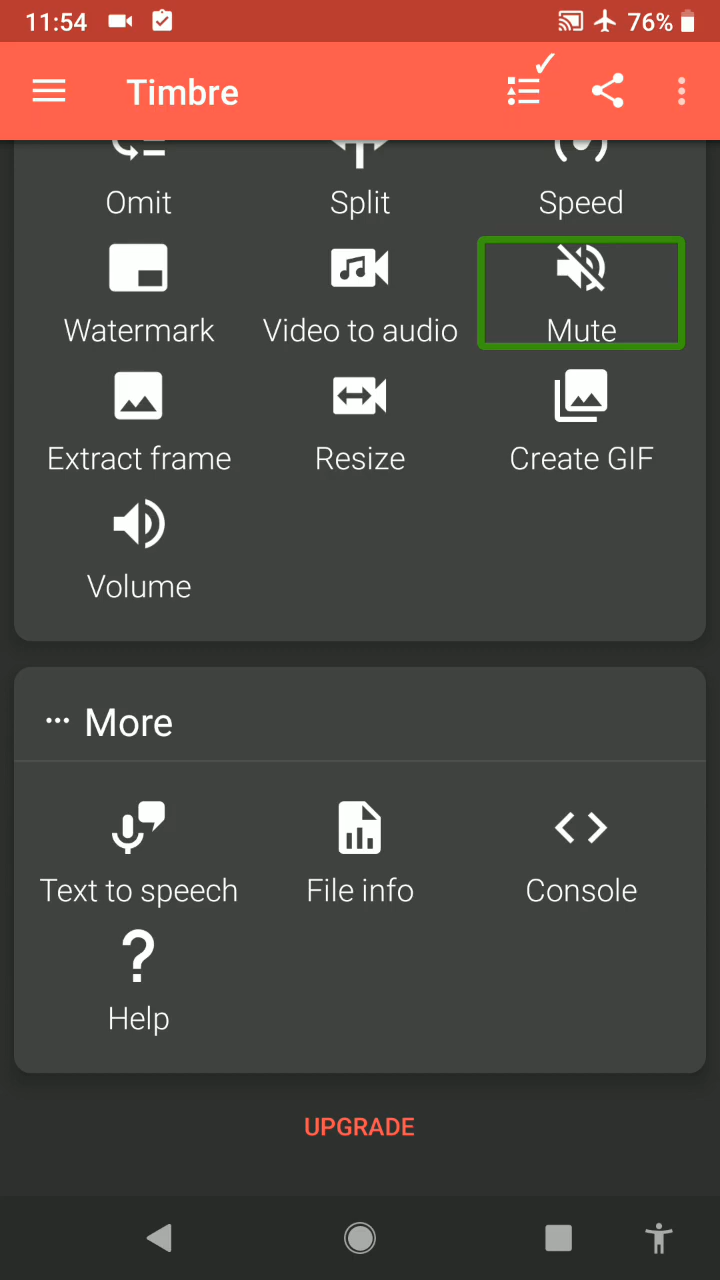 11:54 76%
Timbre
Omit Split Speed
Watermark Video to audio Mute
Extract frame Resize Create GIF
Volume
More
Text to speech File info Console
Help
UPGRADE